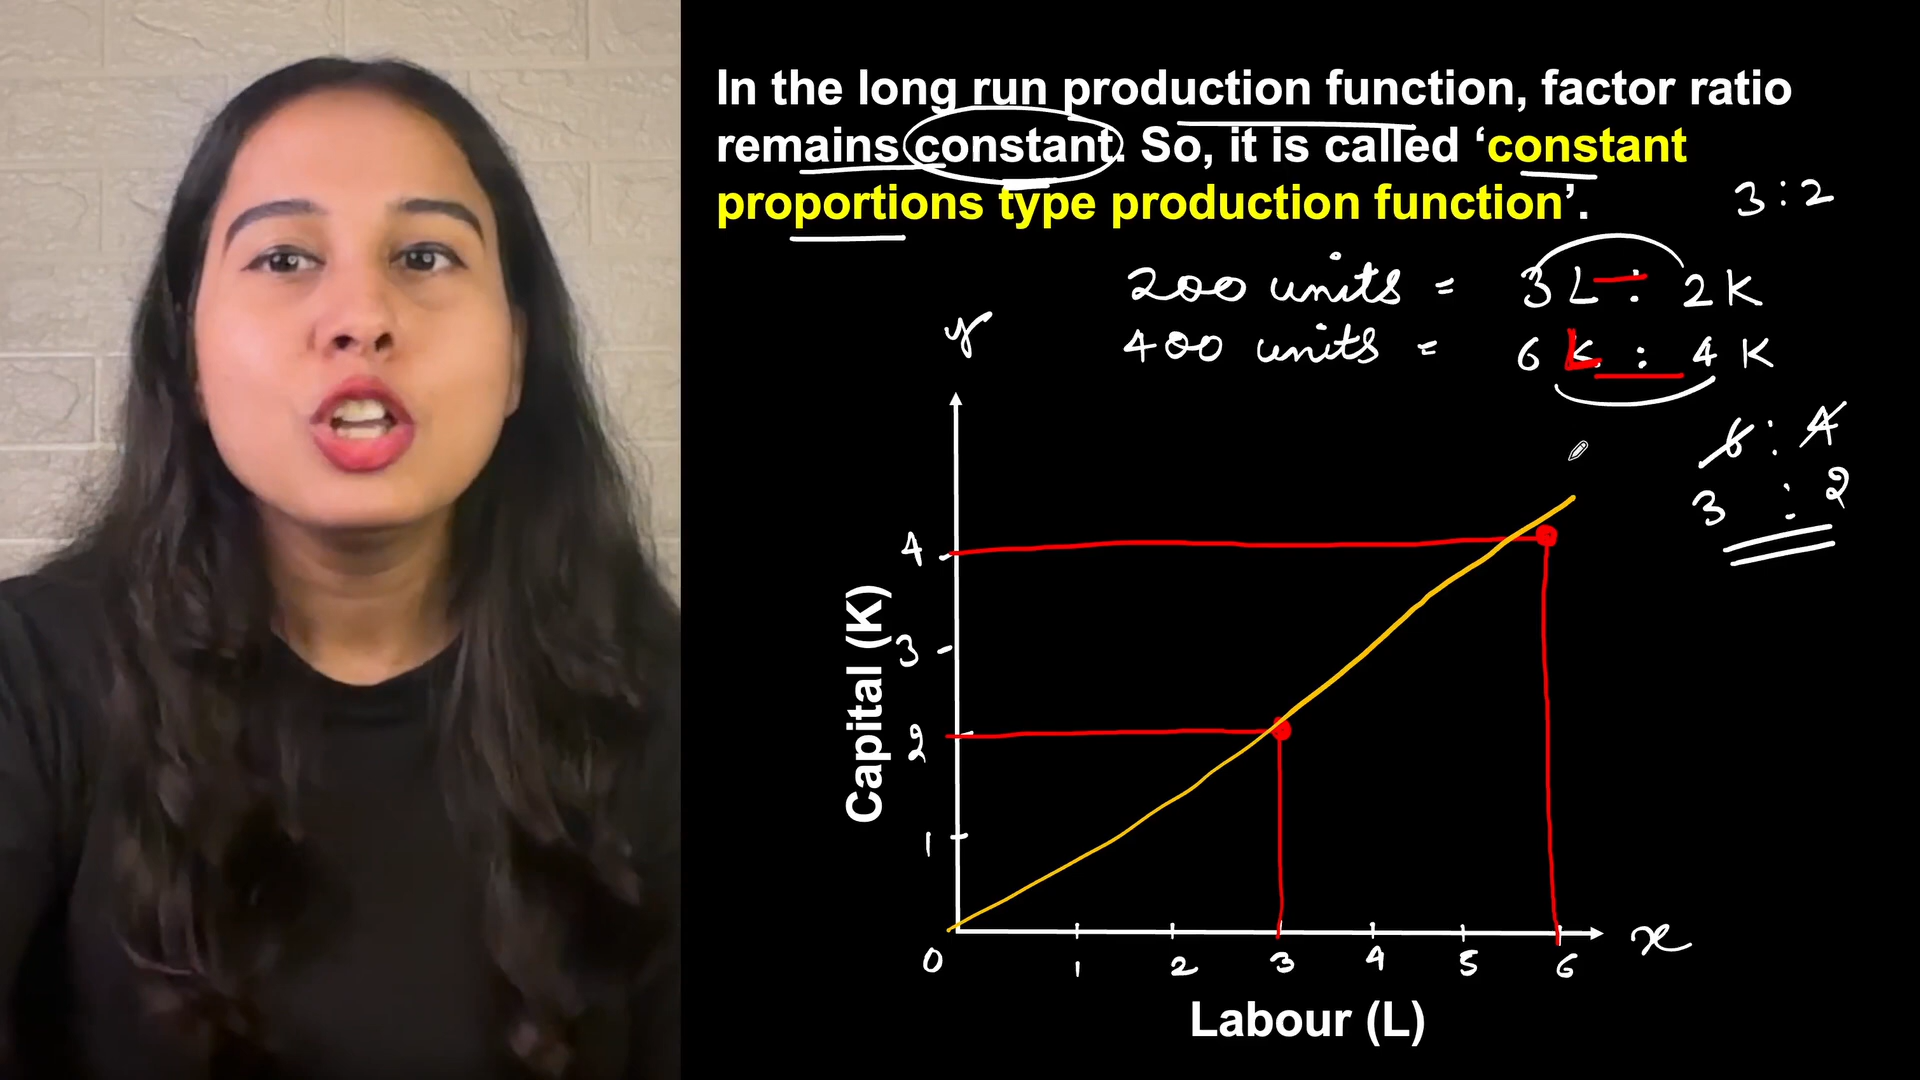 In the long run production function, factor ratio
remains constant. So, it is called ‘constant
proportions type production function’.
3 : 2
200 units = 3 L : 2 K
400 units = 6 L : 4 K
6 : 4
3 : 2
y
4
3
2
1
Capital (K)
0 1 2 3 4 5 6 x
Labour (L)